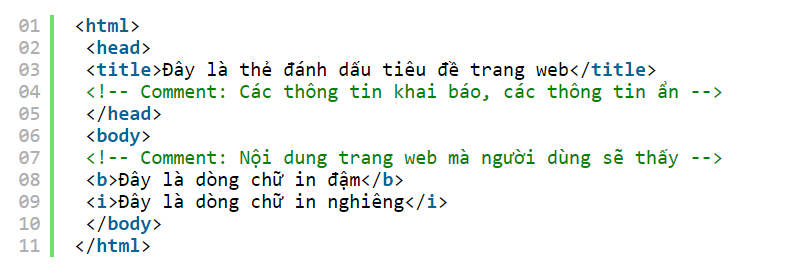 01 <html>
02 <head>
03 <title>Đây là thẻ đánh dấu tiêu đề trang web</title>
04 <!-- Comment: Các thông tin khai báo, các thông tin ẩn -->
05 </head>
06 <body>
07 <!-- Comment: Nội dung trang web mà người dùng sẽ thấy -->
08 <b>Đây là dòng chữ in đậm</b>
09 <i>Đây là dòng chữ in nghiêng</i>
10 </body>
11 </html>